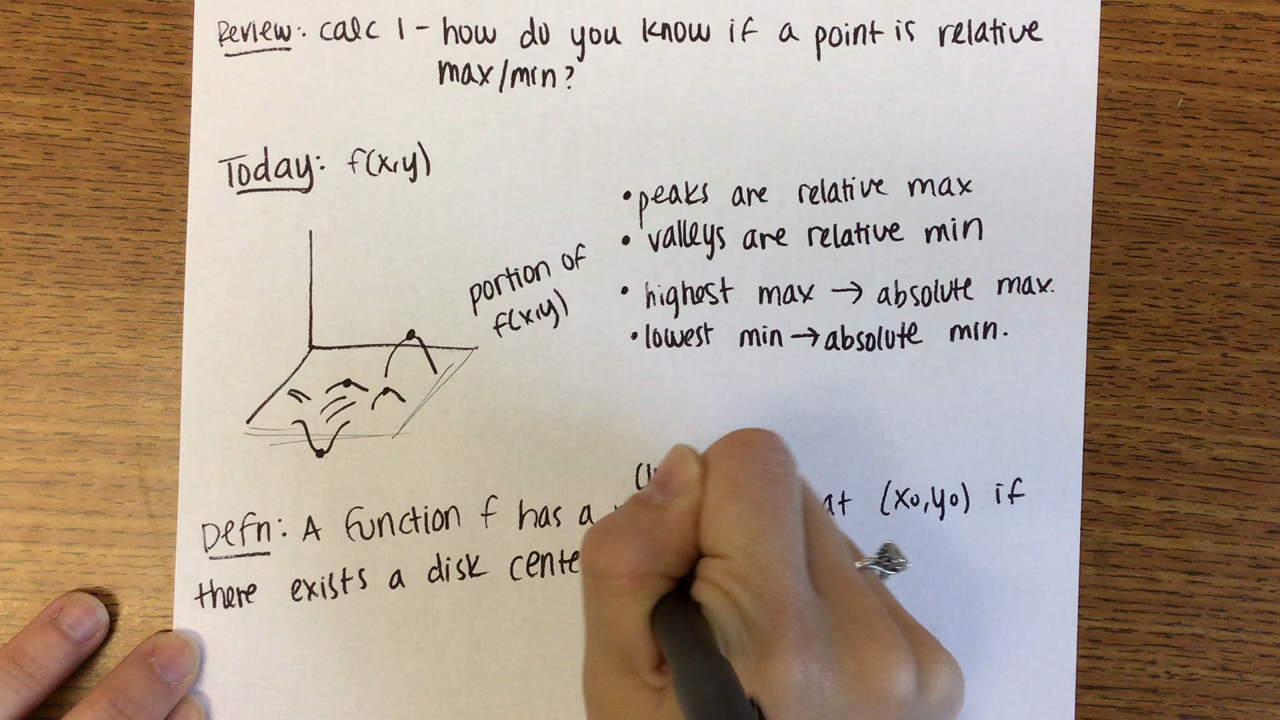 Review: calc 1 - how do you know if a point is relative
max/min?
Today: f(x,y)
• peaks are relative max
• valleys are relative min
• highest max → absolute max.
• lowest min → absolute min.
portion of
f(x,y)
Defn: A function f has a at (x₀,y₀) if
there exists a disk